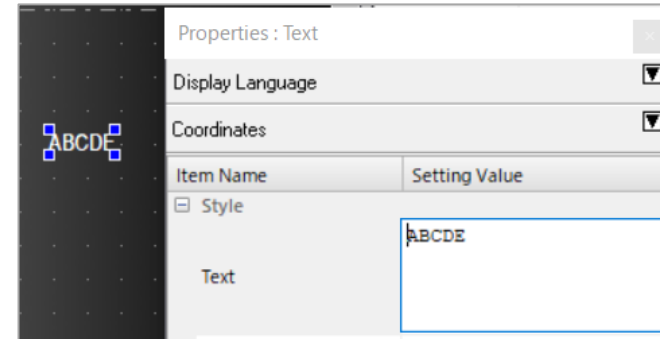 Properties : Text
Display Language
Coordinates
Item Name Setting Value
Style
ABCDE
Text
ABCDE